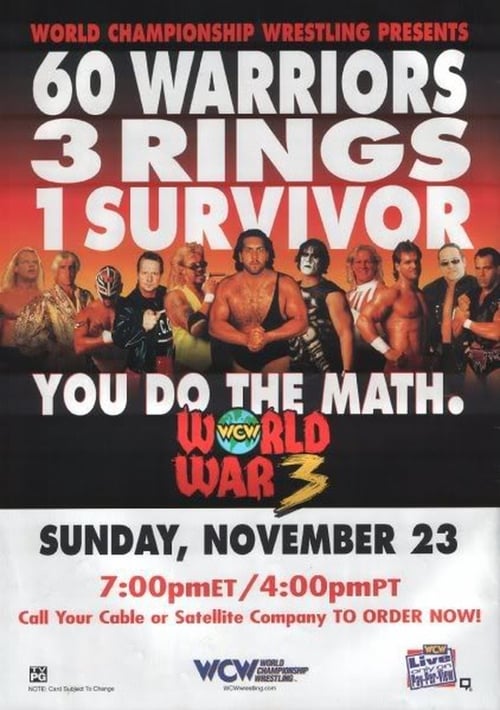 WORLD CHAMPIONSHIP WRESTLING PRESENTS
60 WARRIORS
3 RINGS
1 SURVIVOR
YOU DO THE MATH.
WCW
WORLD
WAR 3
SUNDAY, NOVEMBER 23
7:00pmET/4:00pmPT
Call Your Cable or Satellite Company TO ORDER NOW!
TV
PG
NOTE: Card Subject To Change
WCW WORLD
CHAMPIONSHIP
WRESTLING
WCWwrestling.com
WCW
Live
only on
Pay-Per-View